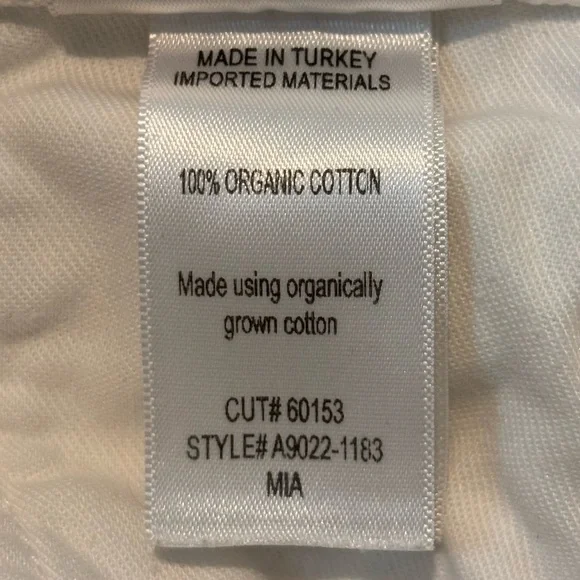 MADE IN TURKEY
IMPORTED MATERIALS
100% ORGANIC COTTON
Made using organically
grown cotton
CUT# 60153
STYLE# A9022-1183
MIA